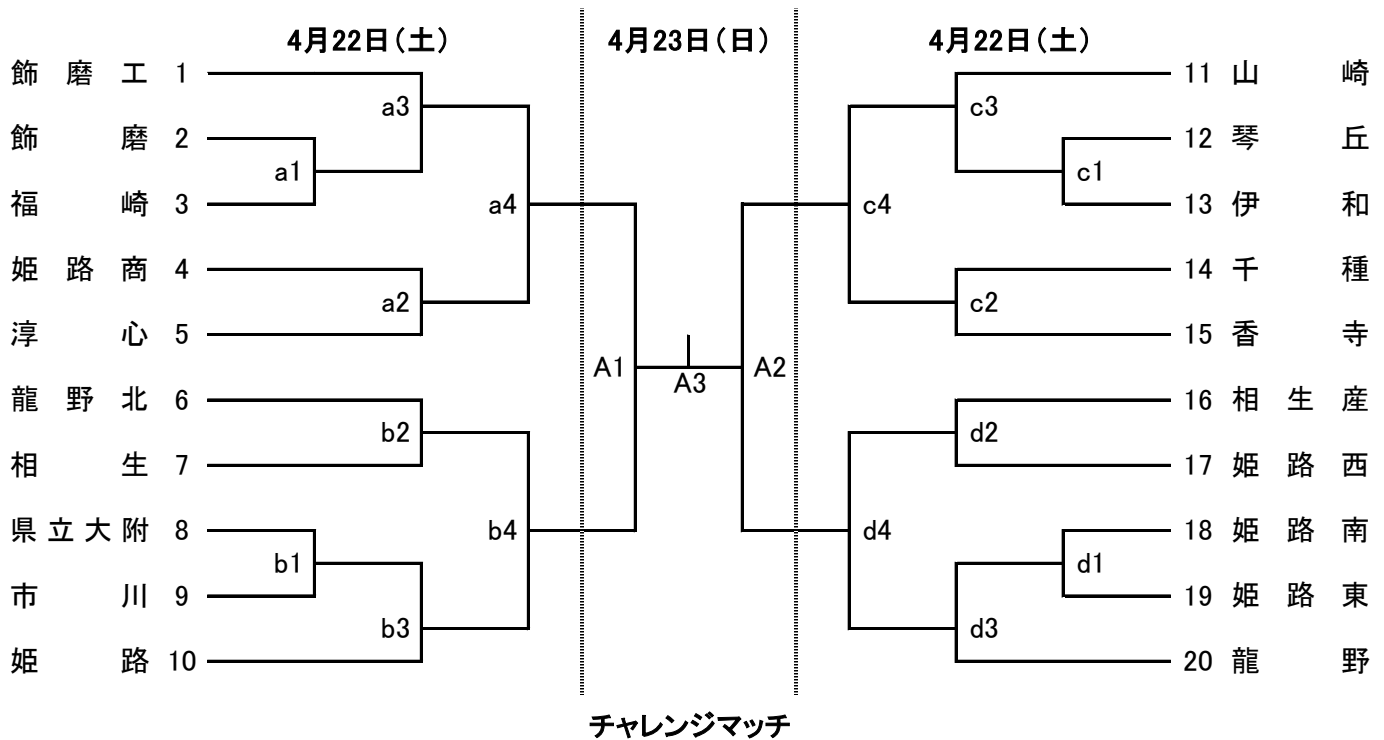 4月22日(土) 4月23日(日) 4月22日(土)
飾磨工 1 11 山崎
a3 c3
飾磨 2 12 琴丘
a1 c1
福崎 3 a4 c4 13 伊和
姫路商 4 14 千種
a2 c2
淳心 5 15 香寺
A1 A3 A2
龍野北 6 16 相生産
b2 d2
相生 7 17 姫路西
県立大附 8 b4 d4 18 姫路南
b1 d1
市川 9 19 姫路東
b3 d3
姫路 10 20 龍野
チャレンジマッチ